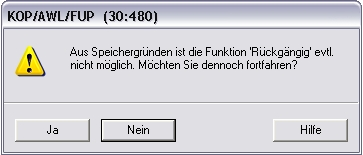 KOP/AWL/FUP (30:480)
Aus Speichergründen ist die Funktion 'Rückgängig' evtl.
nicht möglich. Möchten Sie dennoch fortfahren?
Ja
Nein
Hilfe